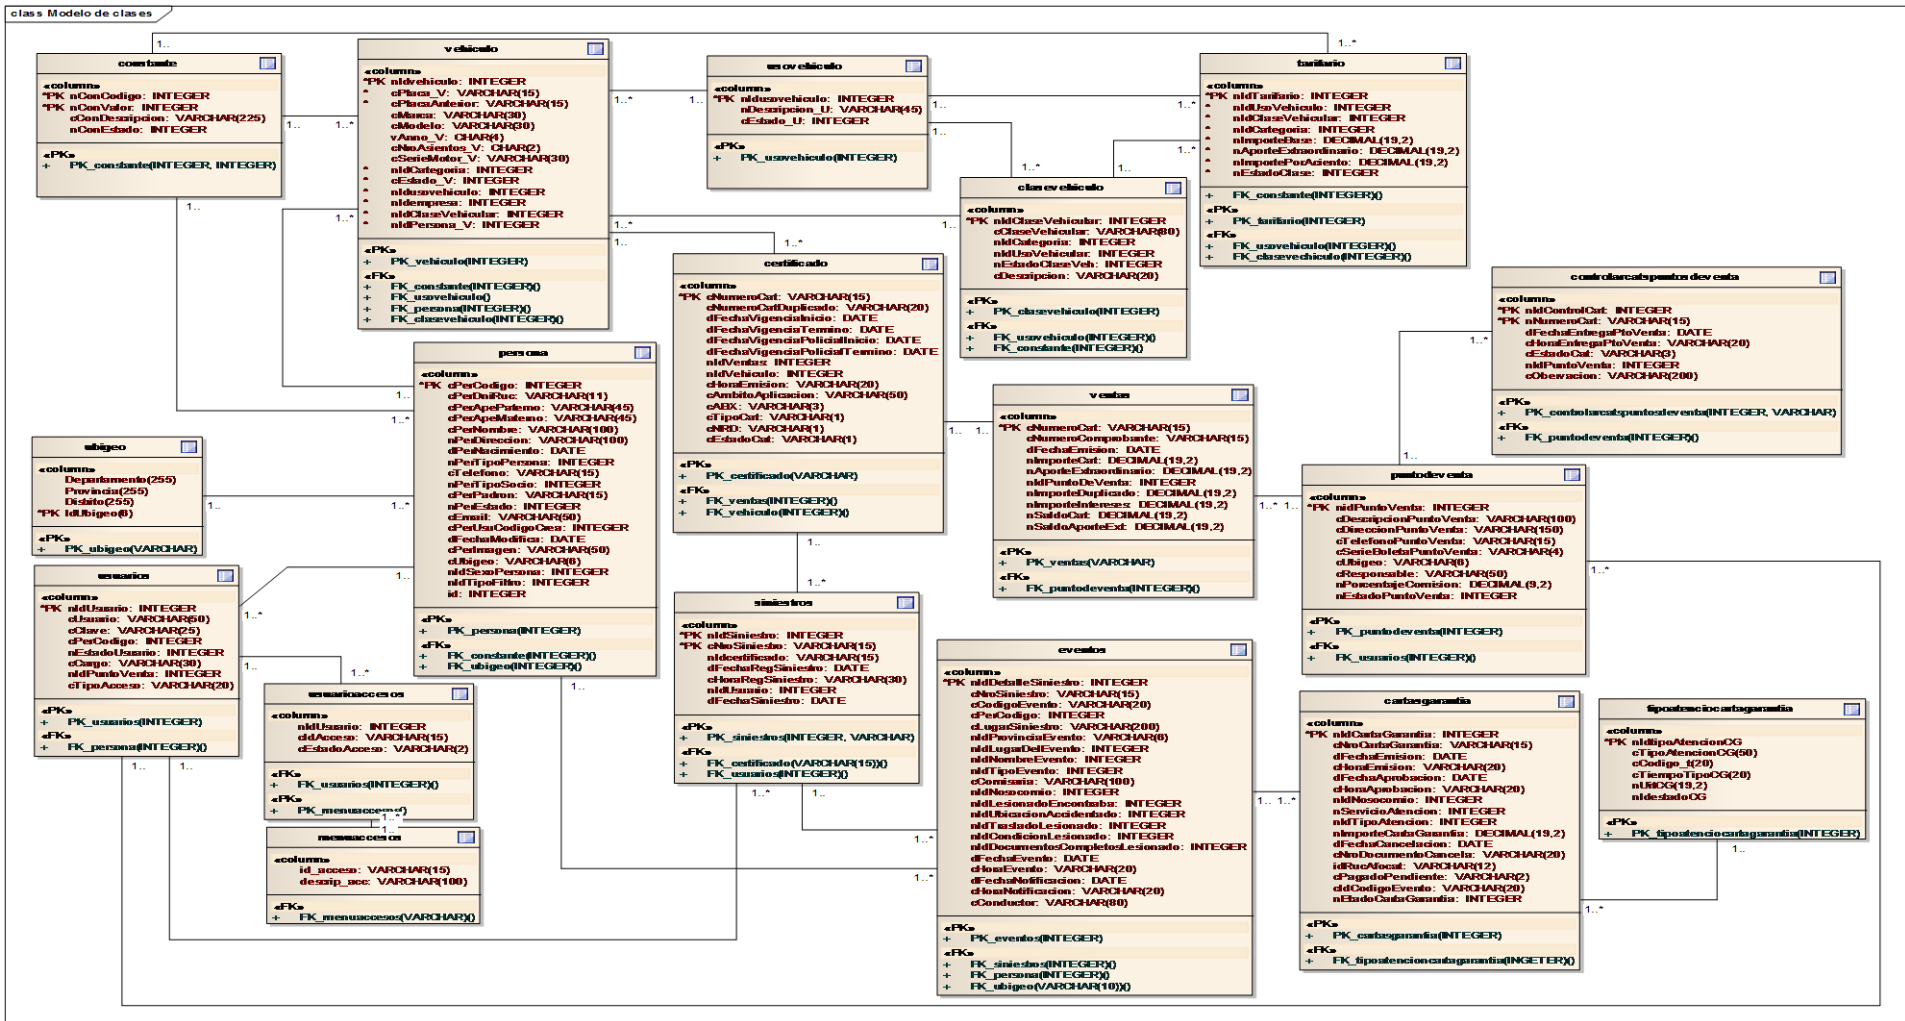 class Modelo de clases
constante
«column»
*PK nConCodigo: INTEGER
*PK nConValor: INTEGER
cConDescripcion: VARCHAR(225)
nConEstado: INTEGER
«PK»
+ PK_constante(INTEGER, INTEGER)
vehiculo
«column»
*PK nIdvehiculo: INTEGER
* cPlaca_V: VARCHAR(15)
* cPlacaAnterior: VARCHAR(15)
cMarca: VARCHAR(30)
cModelo: VARCHAR(30)
vAnno_V: CHAR(4)
cNroAsientos_V: CHAR(2)
cSerieMotor_V: VARCHAR(30)
* nIdCategoria: INTEGER
* cEstado_V: INTEGER
* nIdusovehiculo: INTEGER
* nIdempresa: INTEGER
* nIdClaseVehicular: INTEGER
* nIdPersona_V: INTEGER
«PK»
+ PK_vehiculo(INTEGER)
«FK»
+ FK_constante(INTEGER)()
+ FK_usovehiculo()
+ FK_persona(INTEGER)()
+ FK_clasevehiculo(INTEGER)()
usovehiculo
«column»
*PK nIdusovehiculo: INTEGER
nDescripcion_U: VARCHAR(45)
cEstado_U: INTEGER
«PK»
+ PK_usovehiculo(INTEGER)
tarifario
«column»
*PK nIdTarifario: INTEGER
* nIdUsoVehiculo: INTEGER
* nIdClaseVehicular: INTEGER
* nIdCategoria: INTEGER
* nImporteBase: DECIMAL(19,2)
* nAporteExtraordinario: DECIMAL(19,2)
* nImportePorAciento: DECIMAL(19,2)
* nEstadoClase: INTEGER
+ FK_constante(INTEGER)()
«PK»
+ PK_tarifario(INTEGER)
«FK»
+ FK_usovehiculo(INTEGER)()
+ FK_clasevechiculo(INTEGER)()
clasevehiculo
«column»
*PK nIdClaseVehicular: INTEGER
cClaseVehicular: VARCHAR(80)
nIdCategoria: INTEGER
nIdUsoVehicular: INTEGER
nEstadoClaseVeh: INTEGER
cDescripcion: VARCHAR(20)
«PK»
+ PK_clasevehiculo(INTEGER)
«FK»
+ FK_usovehiculo(INTEGER)()
+ FK_constante(INTEGER)()
certificado
«column»
*PK cNumeroCat: VARCHAR(15)
cNumeroCatDuplicado: VARCHAR(20)
dFechaVigenciaInicio: DATE
dFechaVigenciaTermino: DATE
dFechaVigenciaPolicialInicio: DATE
dFechaVigenciaPolicialTermino: DATE
nIdVentas: INTEGER
nIdVehiculo: INTEGER
cHoraEmision: VARCHAR(20)
cAmbitoAplicacion: VARCHAR(50)
cABX: VARCHAR(3)
cTipoCat: VARCHAR(1)
cNRD: VARCHAR(1)
cEstadoCat: VARCHAR(1)
«PK»
+ PK_certificado(VARCHAR)
«FK»
+ FK_ventas(INTEGER)()
+ FK_vehiculo(INTEGER)()
controlarcatspuntosdeventa
«column»
*PK nIdControlCat: INTEGER
*PK nNumeroCat: VARCHAR(15)
dFechaEntregaPtoVenta: DATE
cHoraEntregaPtoVenta: VARCHAR(20)
cEstadoCat: VARCHAR(3)
nIdPuntoVenta: INTEGER
cObervacion: VARCHAR(200)
«PK»
+ PK_controlarcatspuntosdeventa(INTEGER, VARCHAR)
«FK»
+ FK_puntodeventa(INTEGER)()
persona
«column»
*PK cPerCodigo: INTEGER
cPerDniRuc: VARCHAR(11)
cPerApePaterno: VARCHAR(45)
cPerApeMaterno: VARCHAR(45)
cPerNombre: VARCHAR(100)
nPerDireccion: VARCHAR(100)
dPerNacimiento: DATE
nPerTipoPersona: INTEGER
cTelefono: VARCHAR(15)
nPerTipoSocio: INTEGER
cPerPadron: VARCHAR(15)
nPerEstado: INTEGER
cEmail: VARCHAR(50)
cPerUsuCodigoCrea: INTEGER
dFechaModifica: DATE
cPerImagen: VARCHAR(50)
cUbigeo: VARCHAR(6)
nIdSexoPersona: INTEGER
nIdTipoFiltro: INTEGER
id: INTEGER
«PK»
+ PK_persona(INTEGER)
«FK»
+ FK_constante(INTEGER)()
+ FK_ubigeo(INTEGER)()
ventas
«column»
*PK cNumeroCat: VARCHAR(15)
cNumeroComprobante: VARCHAR(15)
dFechaEmision: DATE
nImporteCat: DECIMAL(19,2)
nAporteExtraordinario: DECIMAL(19,2)
nIdPuntoDeVenta: INTEGER
nImporteDuplicado: DECIMAL(19,2)
nImporteIntereses: DECIMAL(19,2)
nSaldoCat: DECIMAL(19,2)
nSaldoAporteExt: DECIMAL(19,2)
«PK»
+ PK_ventas(VARCHAR)
«FK»
+ FK_puntodeventa(INTEGER)()
ubigeo
«column»
Departamento(255)
Provincia(255)
Distrito(255)
*PK IdUbigeo(6)
«PK»
+ PK_ubigeo(VARCHAR)
puntodeventa
«column»
*PK nidPuntoVenta: INTEGER
cDescripcionPuntoVenta: VARCHAR(100)
cDireccionPuntoVenta: VARCHAR(150)
cTelefonoPuntoVenta: VARCHAR(15)
cSerieBoletaPuntoVenta: VARCHAR(4)
cUbigeo: VARCHAR(6)
cResponsable: VARCHAR(50)
nPorcentajeComision: DECIMAL(9,2)
nEstadoPuntoVenta: INTEGER
«PK»
+ PK_puntodeventa(INTEGER)
«FK»
+ FK_usuarios(INTEGER)()
usuarios
«column»
*PK nIdUsuario: INTEGER
cUsuario: VARCHAR(50)
cClave: VARCHAR(25)
cPerCodigo: INTEGER
nEstadoUsuario: INTEGER
cCargo: VARCHAR(30)
nIdPuntoVenta: INTEGER
cTipoAcceso: VARCHAR(20)
«PK»
+ PK_usuarios(INTEGER)
«FK»
+ FK_persona(INTEGER)()
siniestros
«column»
*PK nIdSiniestro: INTEGER
*PK cNroSiniestro: VARCHAR(15)
nIdcertificado: VARCHAR(15)
dFechaRegSiniestro: DATE
cHoraRegSiniestro: VARCHAR(30)
nIdUsuario: INTEGER
dFechaSiniestro: DATE
«PK»
+ PK_siniestros(INTEGER, VARCHAR)
«FK»
+ FK_certificado(VARCHAR(15))()
+ FK_usuarios(INTEGER)()
usuarioaccesos
«column»
nIdUsuario: INTEGER
cIdAcceso: VARCHAR(15)
cEstadoAcceso: VARCHAR(2)
«FK»
+ FK_usuarios(INTEGER)()
«PK»
menuaccesos
«column»
id_acceso: VARCHAR(15)
descrip_acc: VARCHAR(100)
«FK»
+ FK_menuaccesos(VARCHAR)()
eventos
«column»
*PK nIdDetalleSiniestro: INTEGER
cNroSiniestro: VARCHAR(15)
cCodigoEvento: VARCHAR(20)
cPerCodigo: INTEGER
cLugarSiniestro: VARCHAR(200)
nIdProvinciaEvento: VARCHAR(6)
nIdLugarDelEvento: INTEGER
nIdNombreEvento: INTEGER
nIdTipoEvento: INTEGER
cComisaria: VARCHAR(100)
nIdNosocomio: INTEGER
nIdLesionadoEncontraba: INTEGER
nIdUbicacionAccidentado: INTEGER
nIdTrasladoLesionado: INTEGER
nIdCondicionLesionado: INTEGER
nIdDocumentosCompletosLesionado: INTEGER
dFechaEvento: DATE
cHoraEvento: VARCHAR(20)
dFechaNotificacion: DATE
cHoraNotificacion: VARCHAR(20)
cConductor: VARCHAR(80)
«PK»
+ PK_eventos(INTEGER)
«FK»
+ FK_siniestros(INTEGER)()
+ FK_persona(INTEGER)()
+ FK_ubigeo(VARCHAR(10))()
cartasgarantia
«column»
*PK nIdCartaGarantia: INTEGER
cNroCartaGarantia: VARCHAR(15)
dFechaEmision: DATE
cHoraEmision: VARCHAR(20)
dFechaAprobacion: DATE
cHoraAprobacion: VARCHAR(20)
nIdNosocomio: INTEGER
nServicioAtencion: INTEGER
nIdTipoAtencion: INTEGER
nImporteCartaGarantia: DECIMAL(19,2)
dFechaCancelacion: DATE
cNroDocumentoCancela: VARCHAR(20)
idRucAfocat: VARCHAR(12)
cPagadoPendiente: VARCHAR(2)
cIdCodigoEvento: VARCHAR(20)
nEtadoCartaGarantia: INTEGER
«PK»
+ PK_cartasgarantia(INTEGER)
«FK»
+ FK_tipoatencioncartagarantia(INGETER)()
tipoatenciocartagarantia
«column»
*PK nIdtipoAtencionCG
cTipoAtencionCG(50)
cCodigo_t(20)
cTiempoTipoCG(20)
nUitCG(19,2)
nIdestadoCG
«PK»
+ PK_tipoatenciocartagarantia(INTEGER)